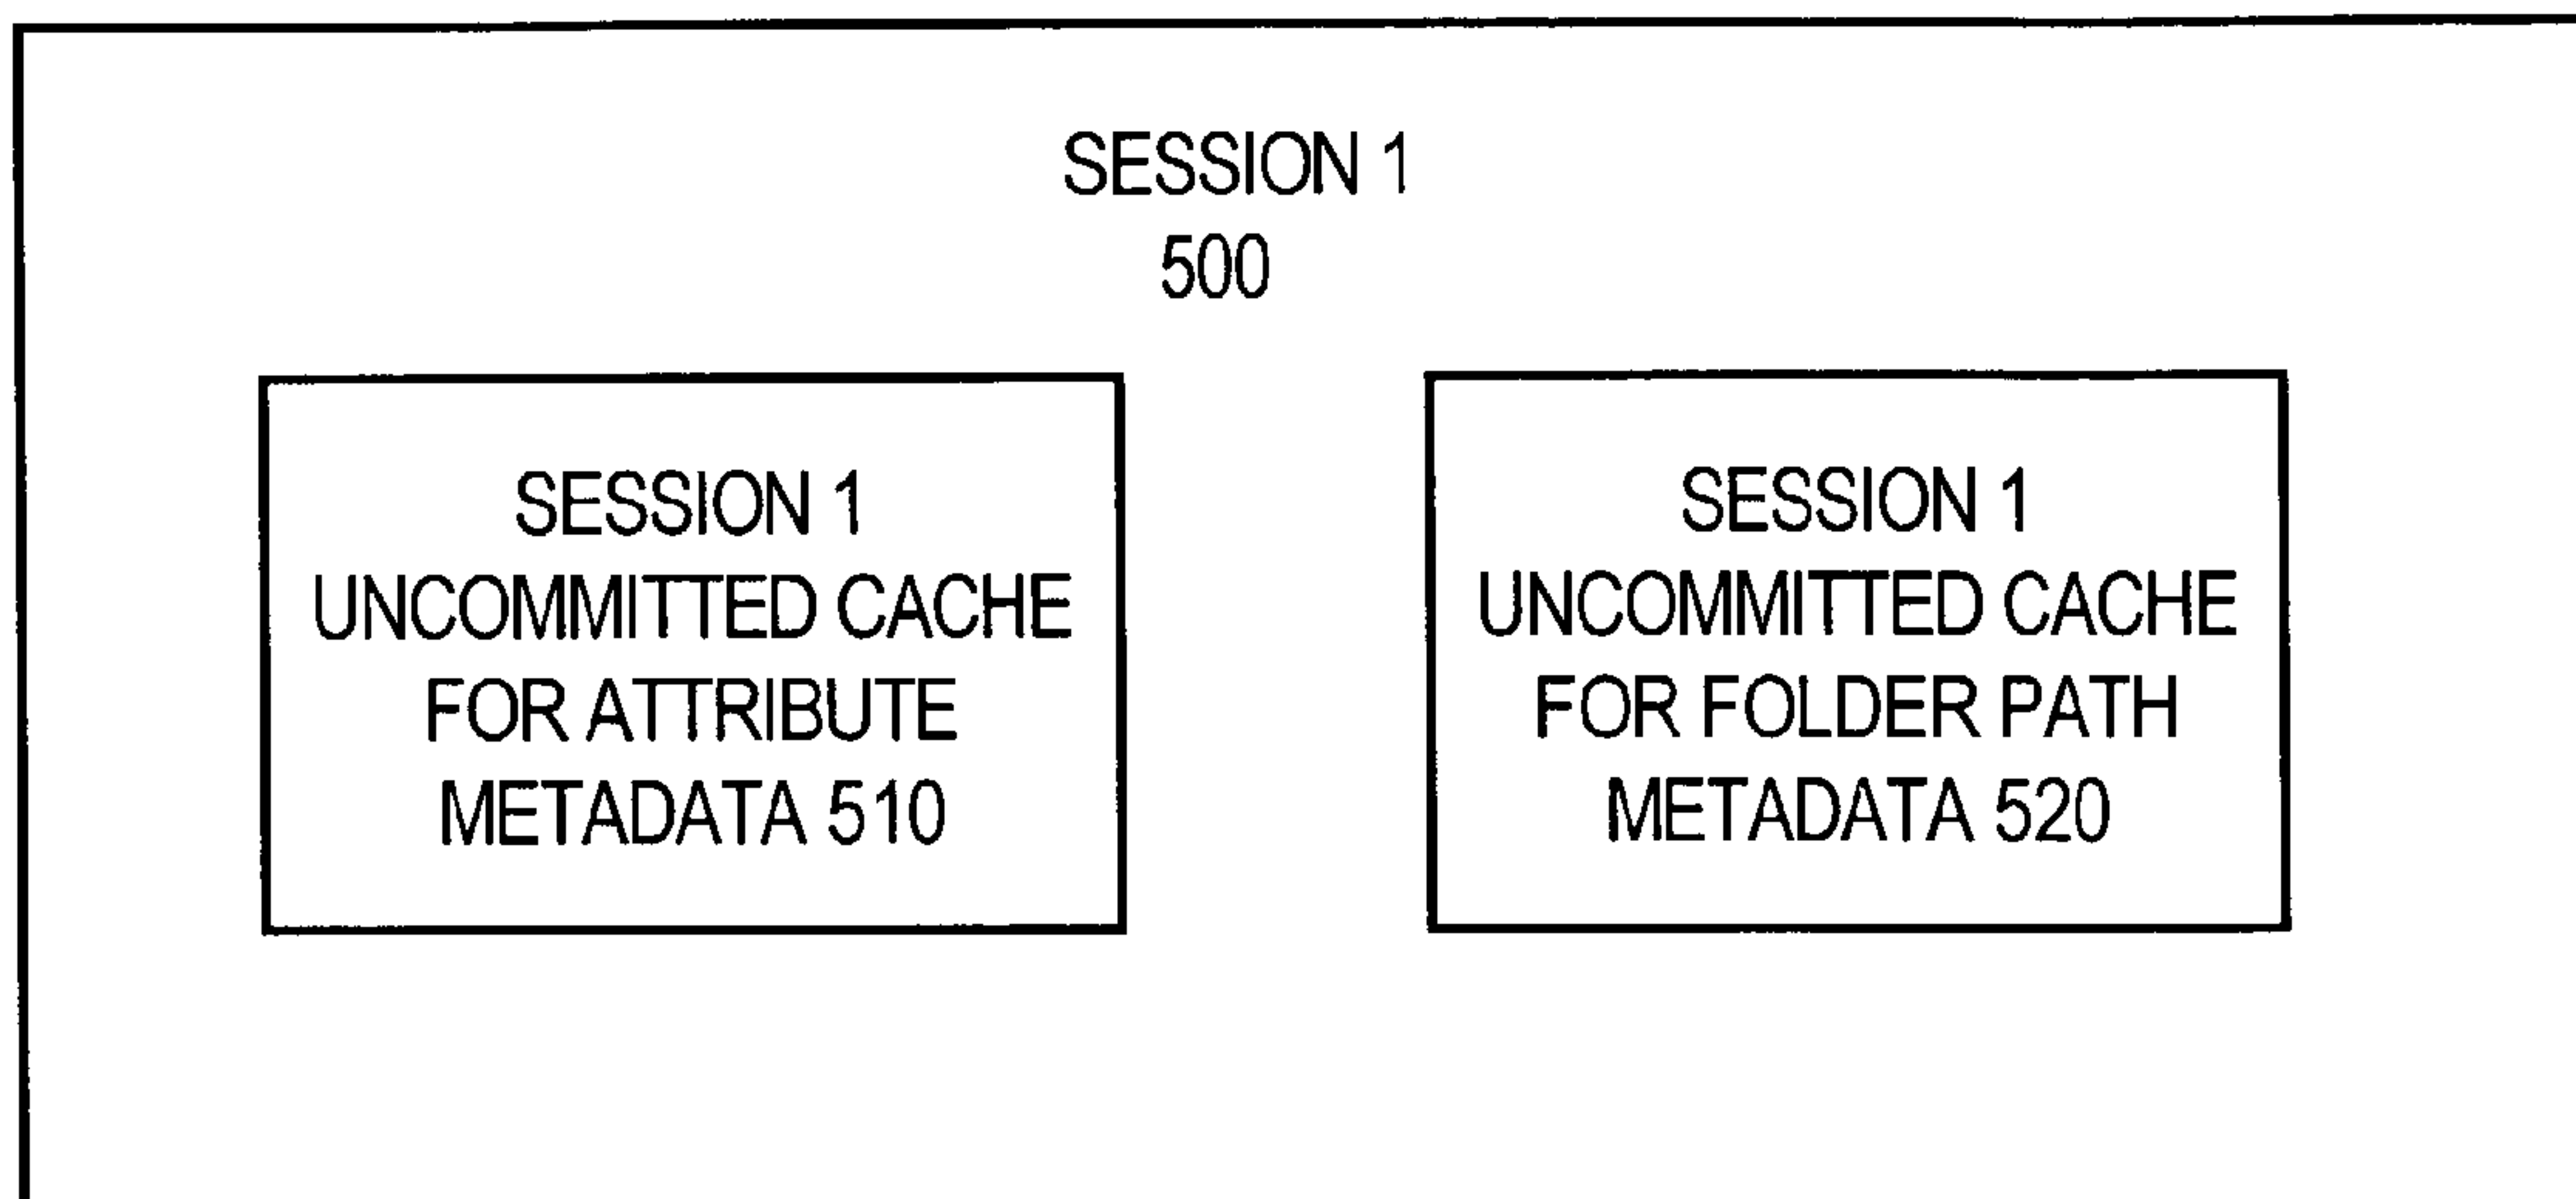 SESSION 1
500
SESSION 1
UNCOMMITTED CACHE
FOR ATTRIBUTE
METADATA 510
SESSION 1
UNCOMMITTED CACHE
FOR FOLDER PATH
METADATA 520